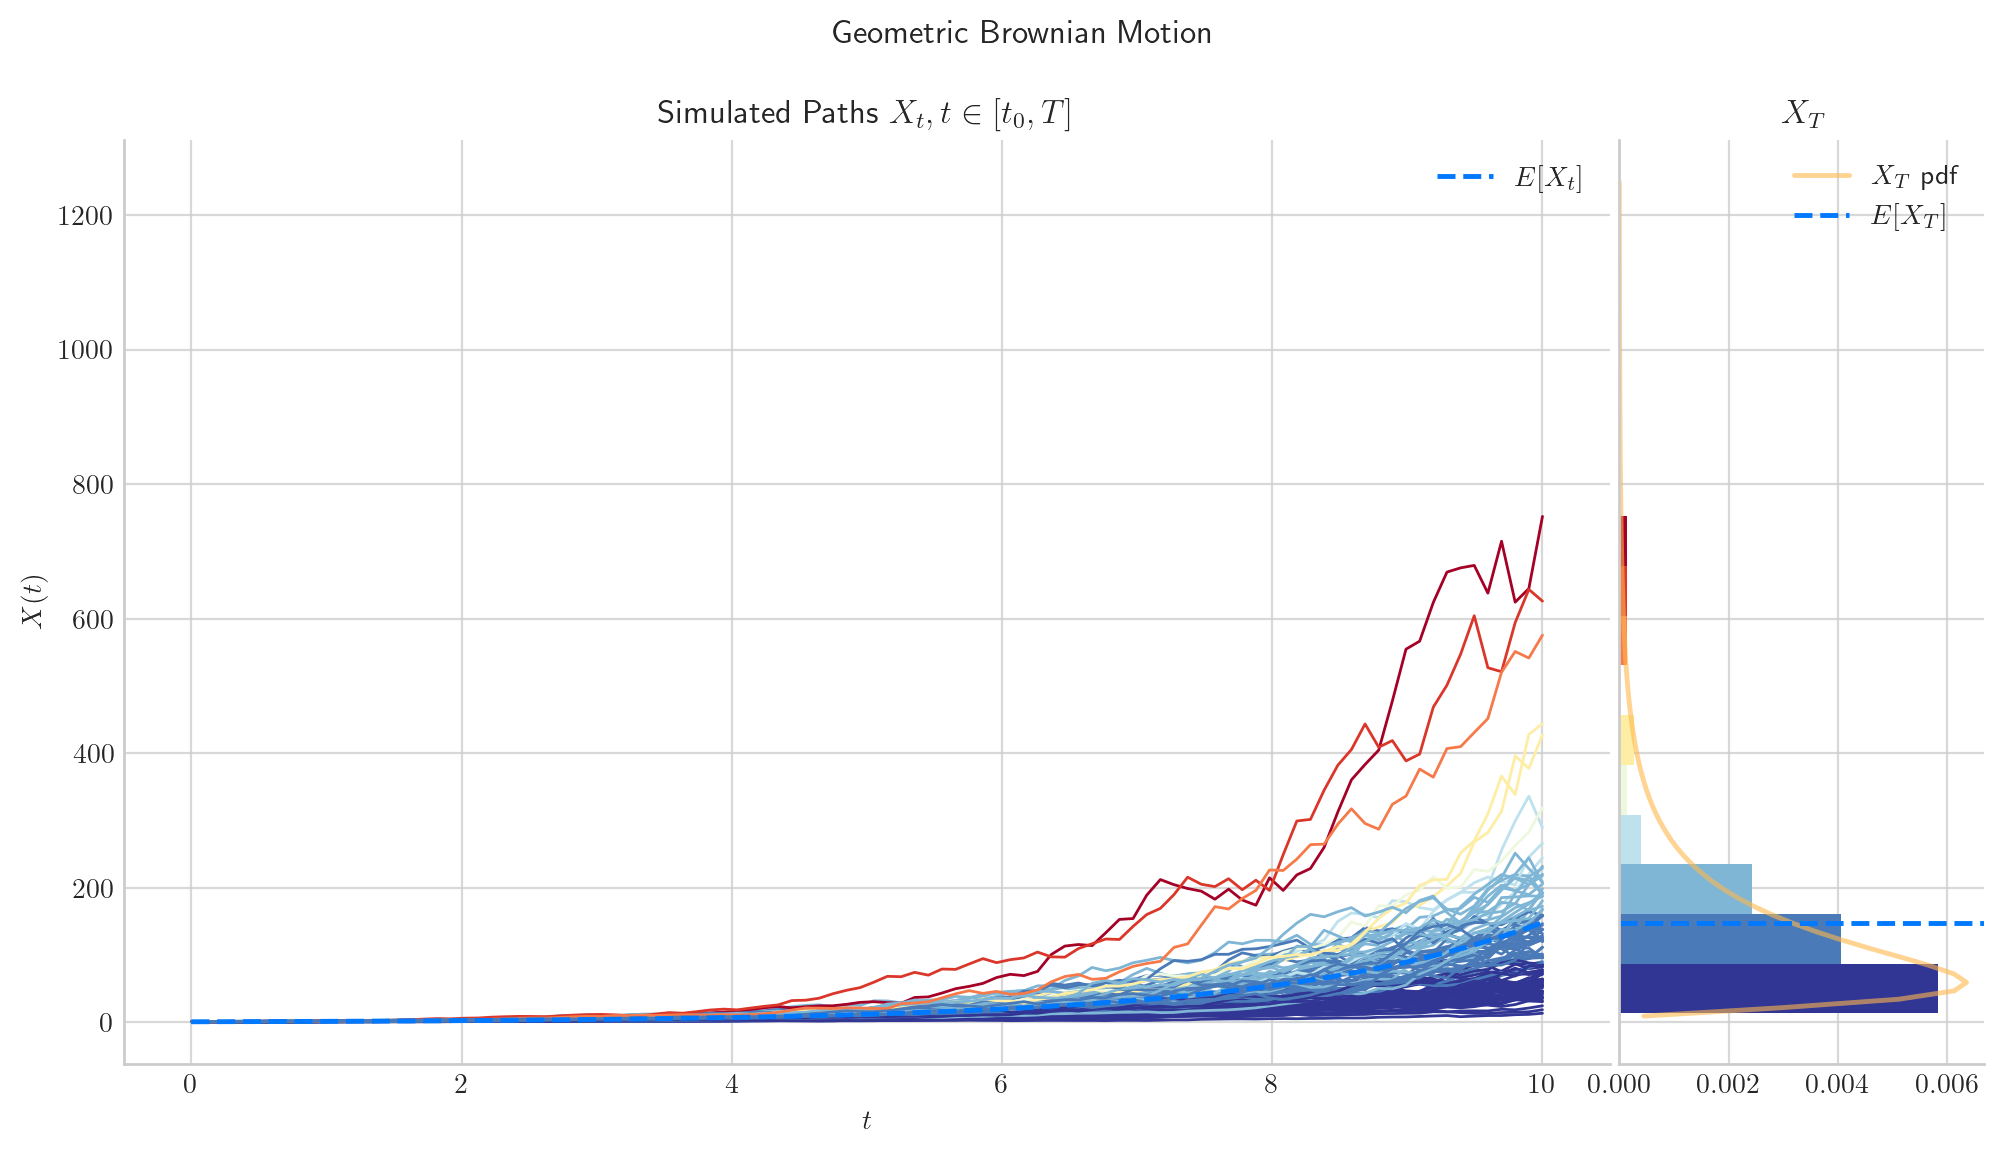 Geometric Brownian Motion
Simulated Paths $X_t, t \in [t_0, T]$
$X_T$
$E[X_t]$
$X_T$ pdf
$E[X_T]$
1200
1000
800
600
400
200
0
$X(t)$
0 2 4 6 8 10
0.000 0.002 0.004 0.006
$t$